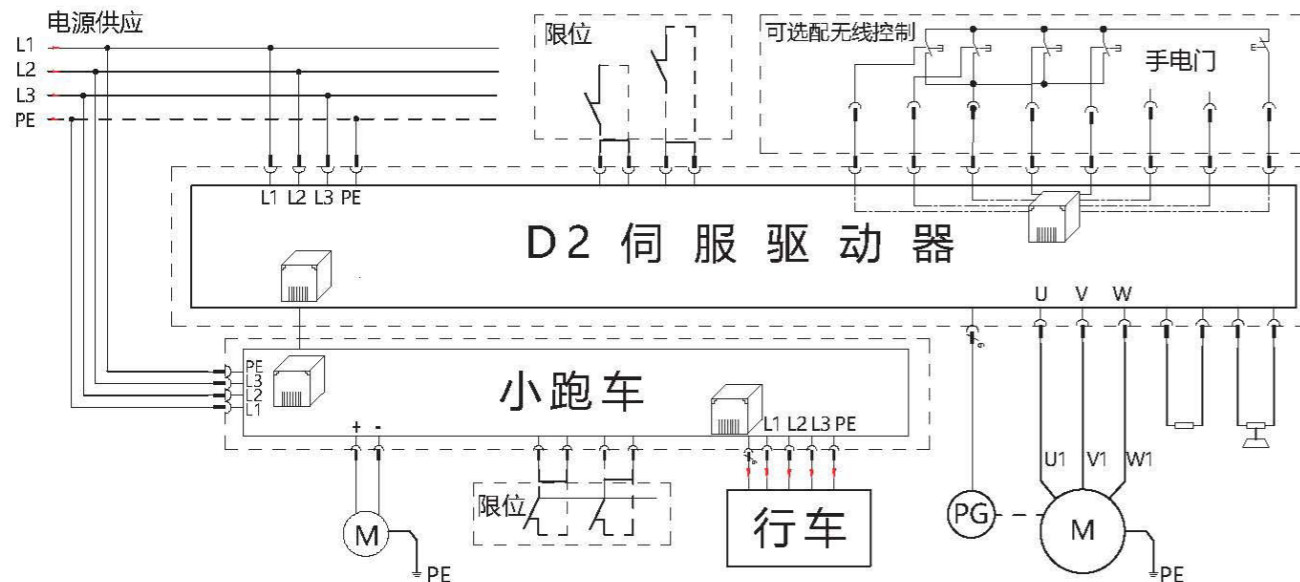 电源供应
L1
L2
L3
PE
限位
可选配无线控制
手电门
L1 L2 L3 PE
D2 伺服驱动器
U V W
PE
L3
L2
L1
小跑车
+ -
L1 L2 L3 PE
6
限位
行车
M
PE
U1 V1 W1
PG
M
PE